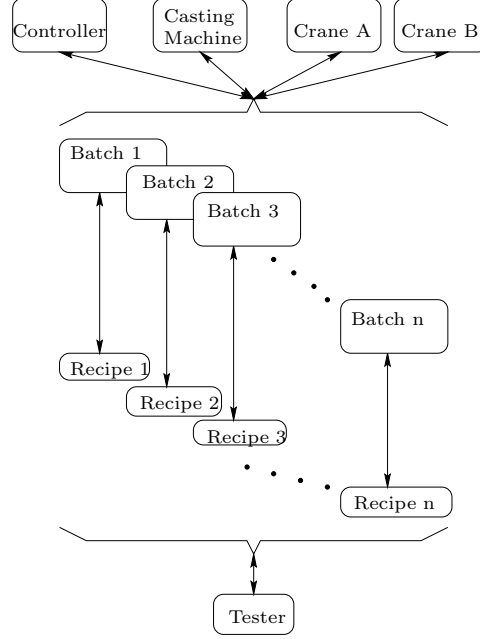 Controller
Casting
Machine
Crane A
Crane B
Batch 1
Batch 2
Batch 3
Batch n
Recipe 1
Recipe 2
Recipe 3
Recipe n
Tester